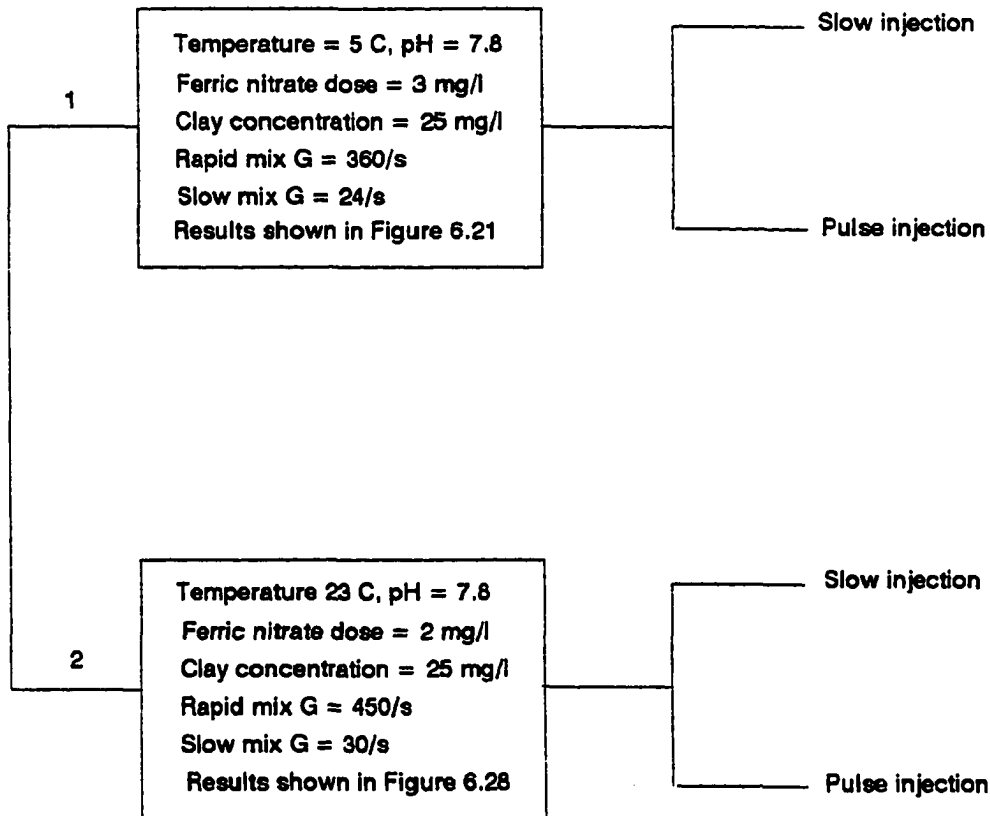 1
Temperature = 5 C, pH = 7.8
Ferric nitrate dose = 3 mg/l
Clay concentration = 25 mg/l
Rapid mix G = 360/s
Slow mix G = 24/s
Results shown in Figure 6.21
Slow injection
Pulse injection
2
Temperature 23 C, pH = 7.8
Ferric nitrate dose = 2 mg/l
Clay concentration = 25 mg/l
Rapid mix G = 450/s
Slow mix G = 30/s
Results shown in Figure 6.28
Slow injection
Pulse injection